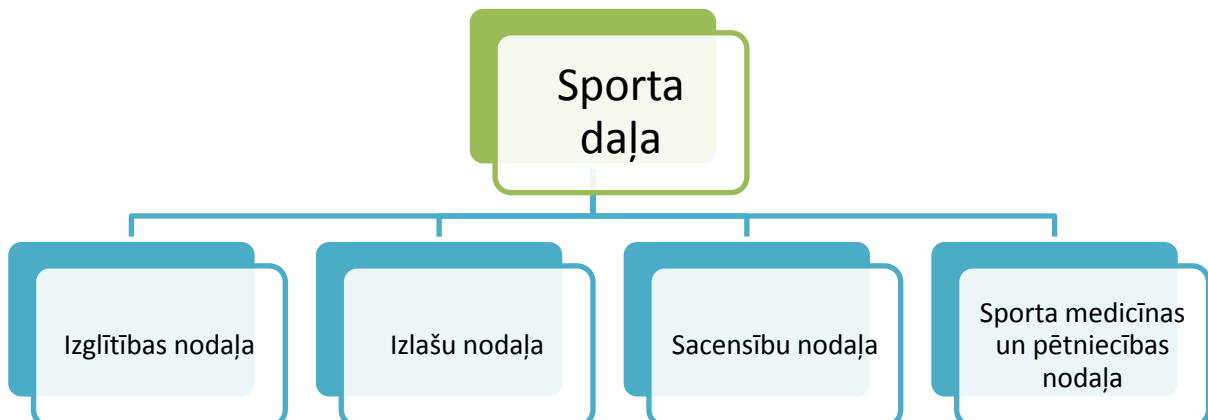 Sporta
daļa
Izglītības nodaļa
Izlašu nodaļa
Sacensību nodaļa
Sporta medicīnas
un pētniecības
nodaļa